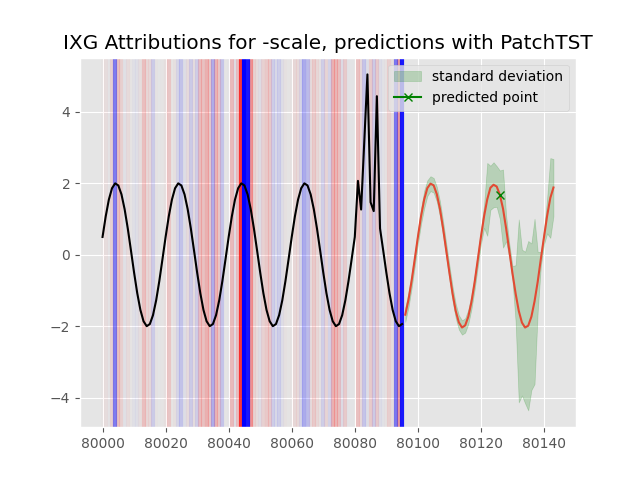 IXG Attributions for -scale, predictions with PatchTST
standard deviation
predicted point
4
2
0
−2
−4
80000 80020 80040 80060 80080 80100 80120 80140